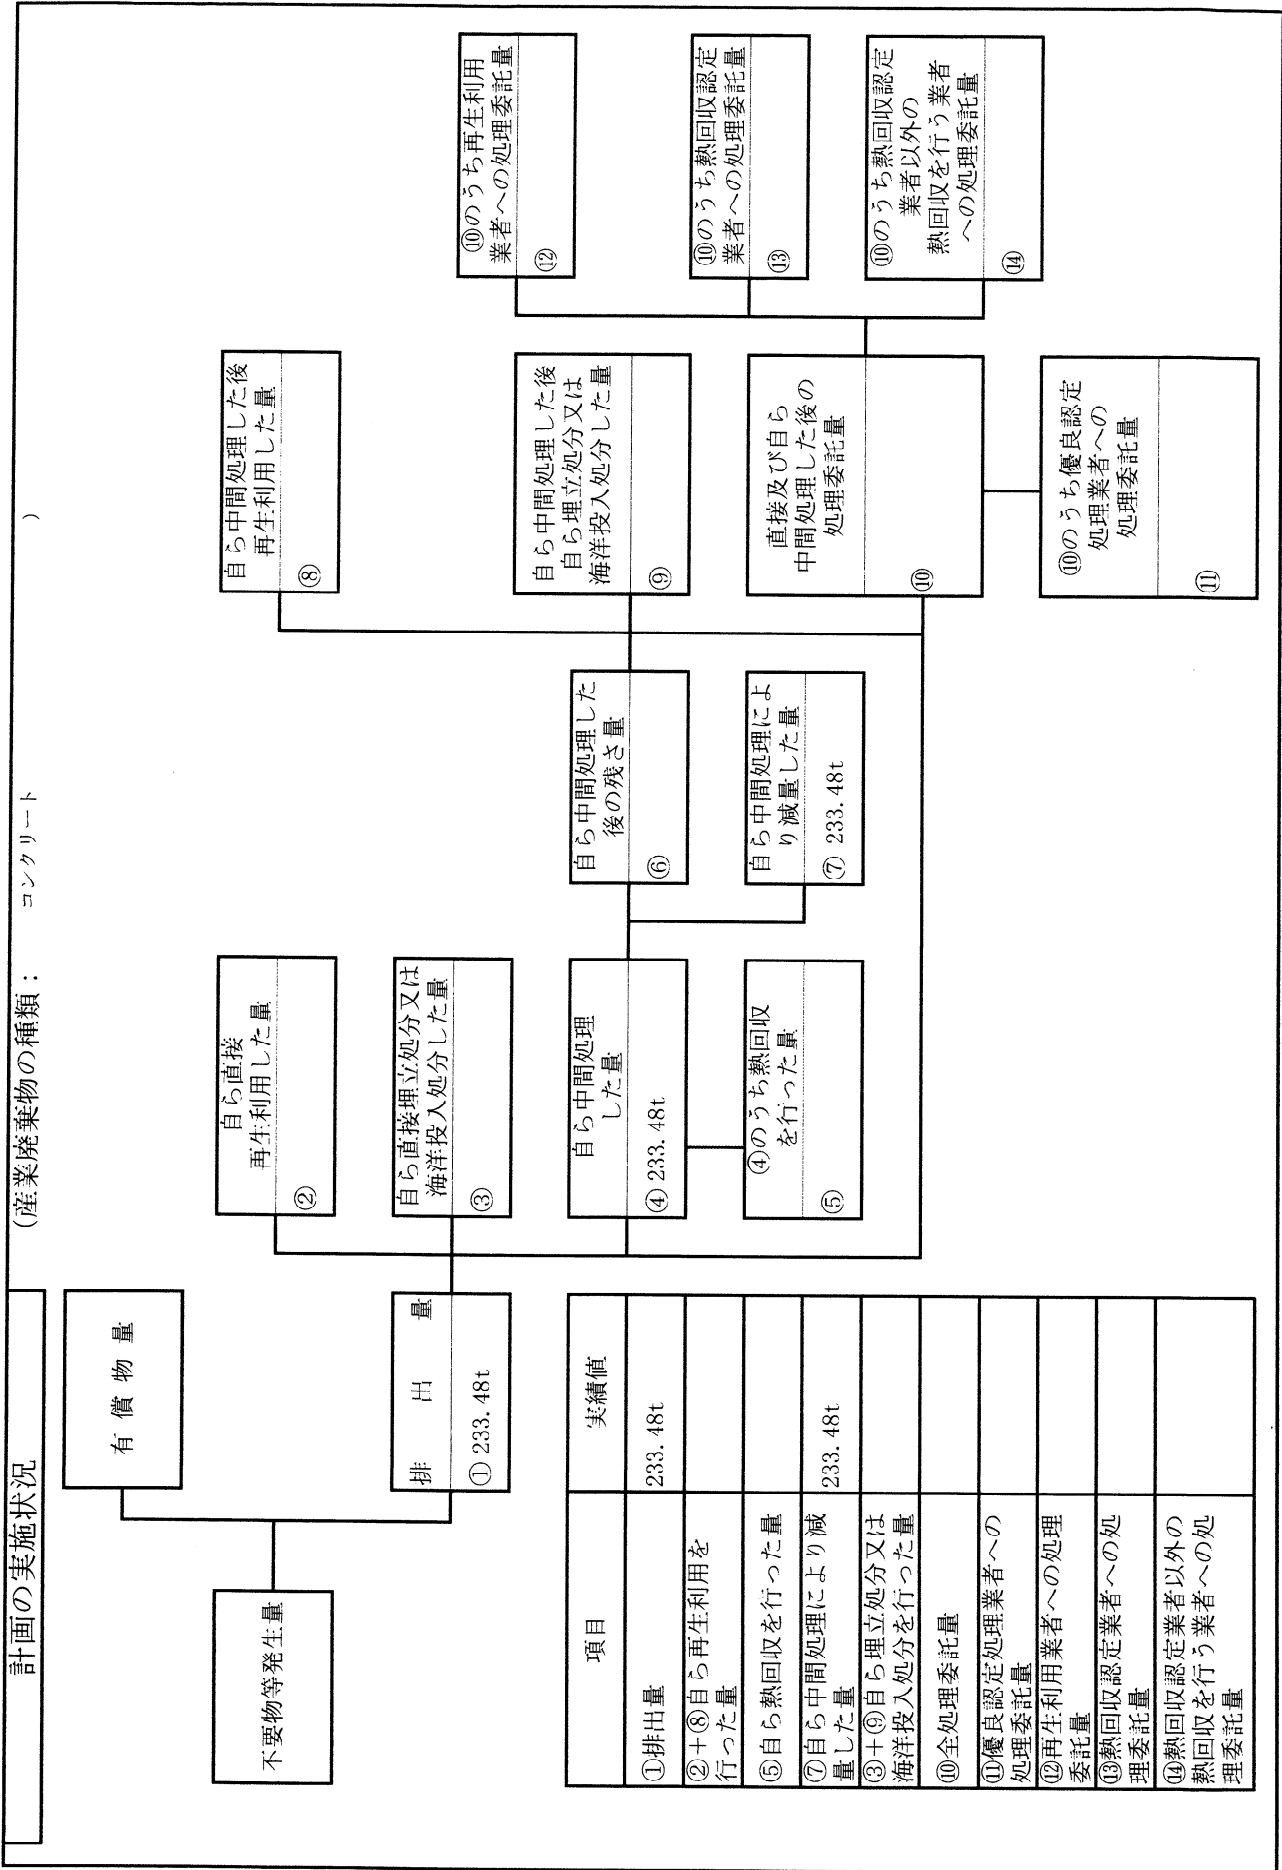 計画の実施状況
(産業廃棄物の種類: コンクリート )
不要物等発生量
有償物量
排出量
① 233.48t
自ら直接
再生利用した量
②
自ら直接埋立処分又は
海洋投入処分した量
③
自ら中間処理
した量
④ 233.48t
④のうち熱回収
を行った量
⑤
自ら中間処理した
後の残さ量
⑥
自ら中間処理によ
り減量した量
⑦ 233.48t
自ら中間処理した後
再生利用した量
⑧
自ら中間処理した後
自ら埋立処分又は
海洋投入処分した量
⑨
直接及び自ら
中間処理した後の
処理委託量
⑩
⑩のうち優良認定
処理業者への
処理委託量
⑪
⑩のうち再生利用
業者への処理委託量
⑫
⑩のうち熱回収認定
業者への処理委託量
⑬
⑩のうち熱回収認定
業者以外の
熱回収を行う業者
への処理委託量
⑭
項目 実績値
①排出量 233.48t
②+⑧自ら再生利用を
行った量
⑤自ら熱回収を行った量
⑦自ら中間処理により減
量した量 233.48t
③+⑨自ら埋立処分又は
海洋投入処分を行った量
⑩全処理委託量
⑪優良認定処理業者への
処理委託量
⑫再生利用業者への処理
委託量
⑬熱回収認定業者への処
理委託量
⑭熱回収認定業者以外の
熱回収を行う業者への処
理委託量